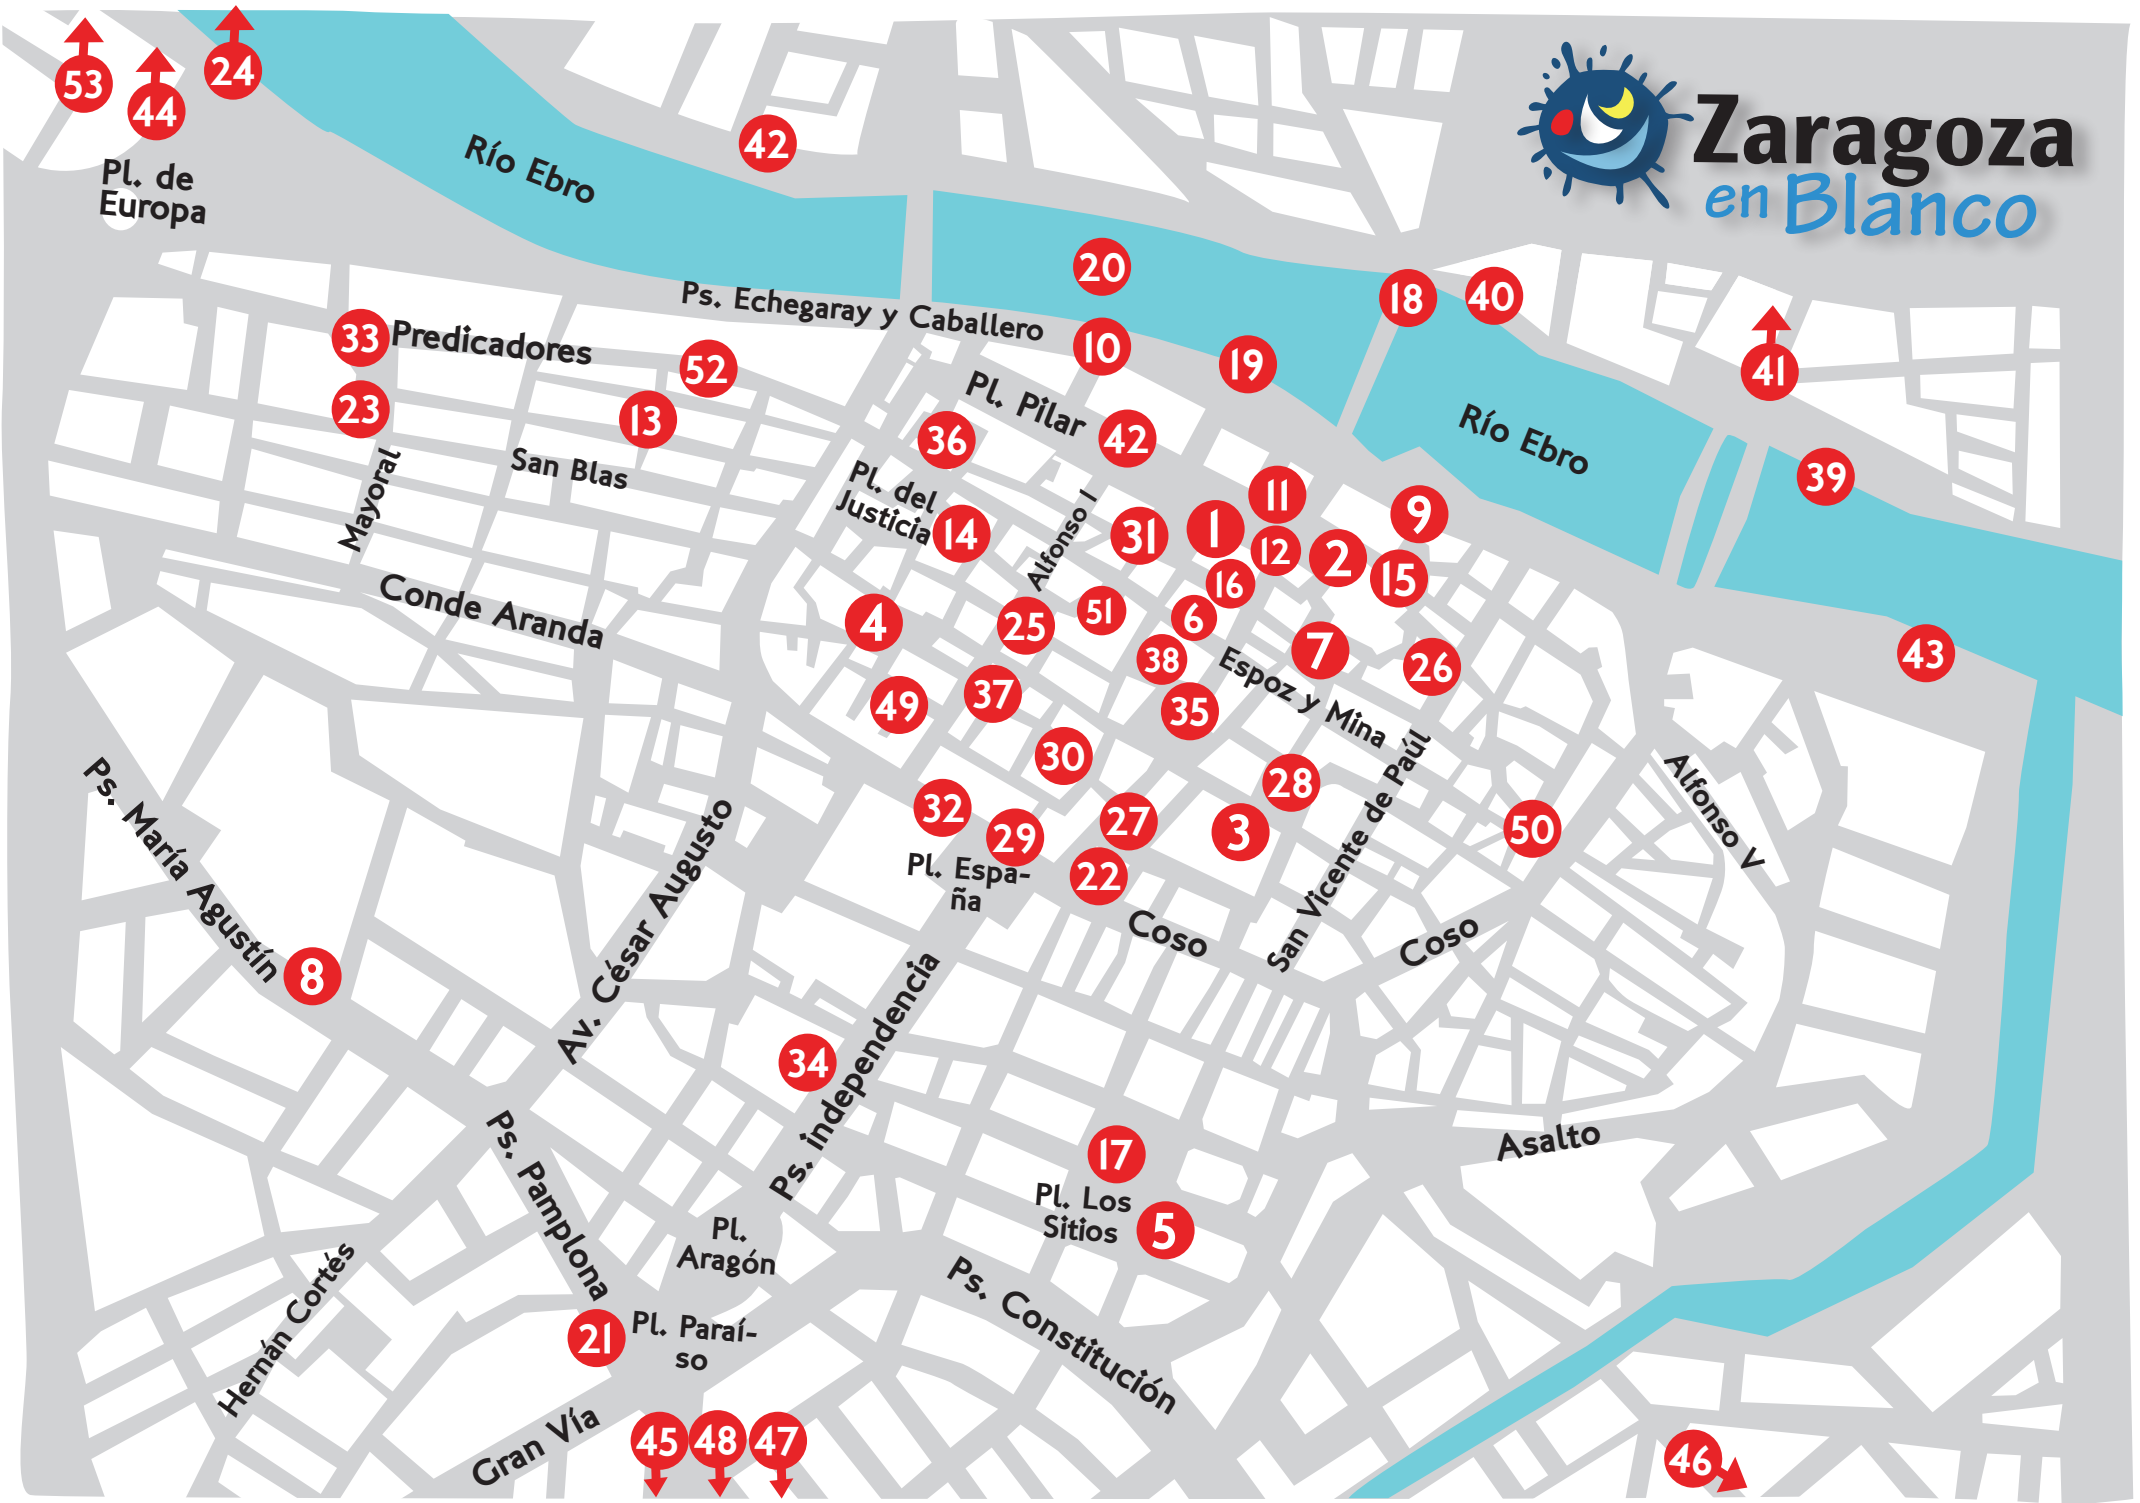 53
44
24
Pl. de
Europa
Río Ebro
42
Zaragoza
en Blanco
20
Ps. Echegaray y Caballero
10
19
18
40
41
33
Predicadores
52
23
13
San Blas
Mayoral
Pl. Pilar
42
36
Pl. del
Justicia
14
Alfonso I
31
1
11
12
2
9
15
16
6
Río Ebro
39
43
Conde Aranda
4
25
51
38
7
26
Espoz y Mina
49
37
35
30
28
32
29
27
3
22
50
Pl. Espa-
ña
San Vicente de Paúl
Alfonso V
Coso
Coso
Ps. María Agustín
8
Av. César Augusto
34
Ps. independencia
17
Pl. Los
Sitios
5
Asalto
Ps. Pamplona
Pl.
Aragón
Hernán Cortés
21
Pl. Paraí-
so
Ps. Constitución
Gran Vía
45
48
47
46